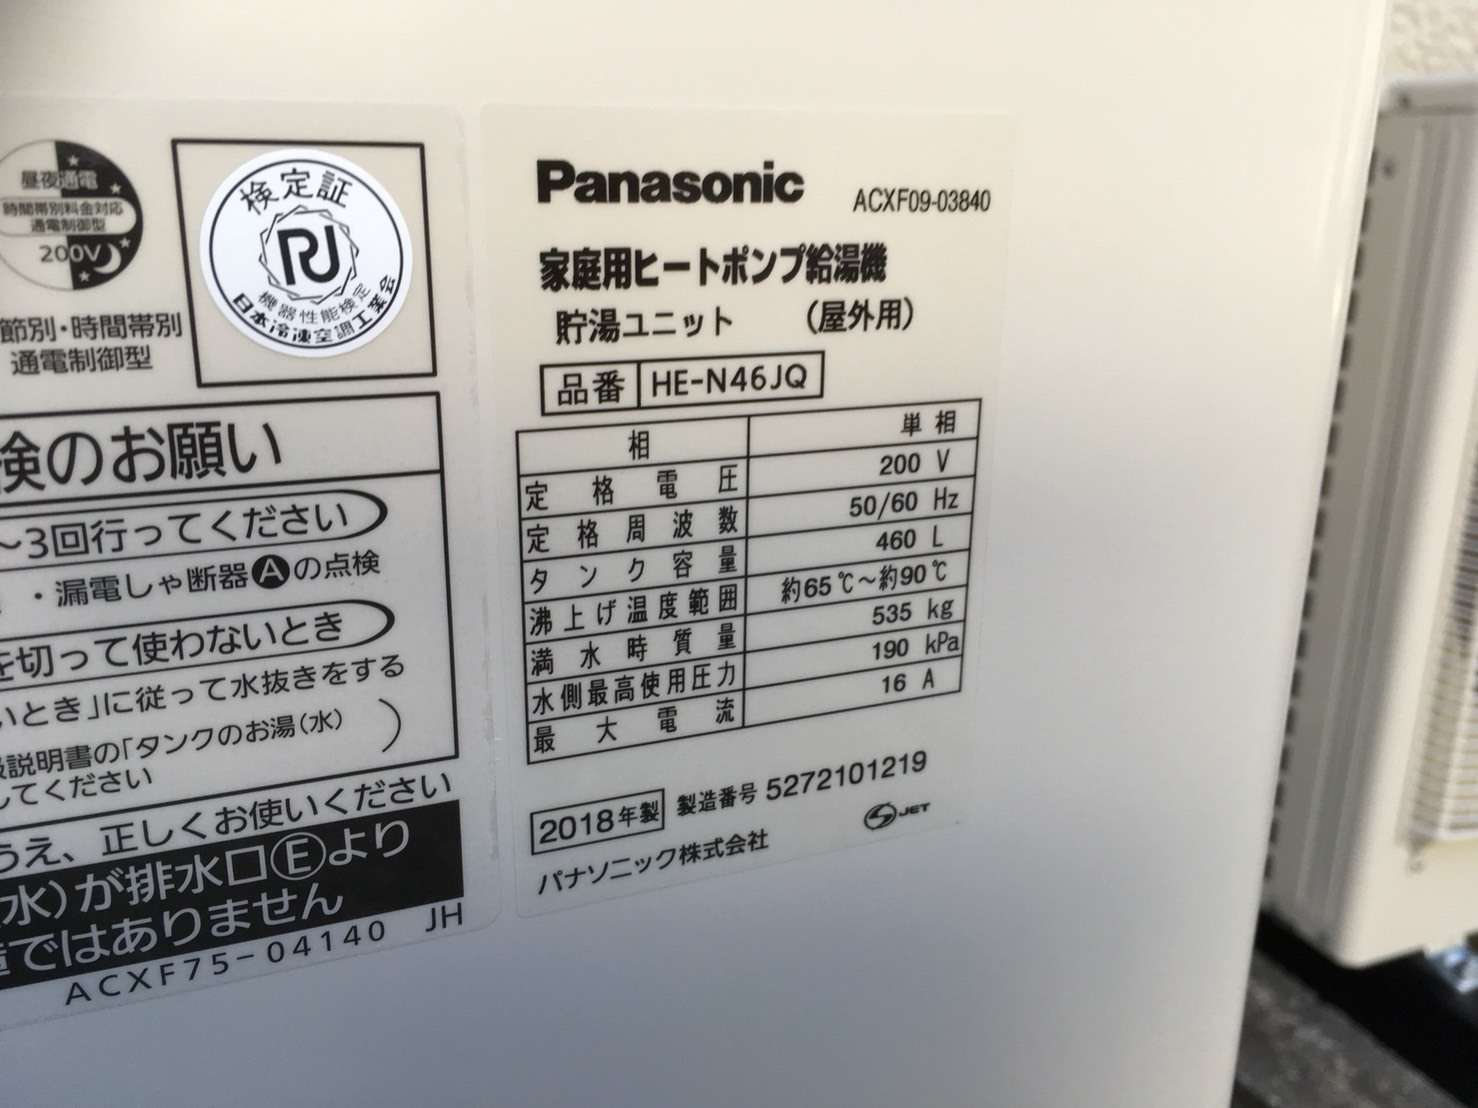 昼夜通電
時間帯別料金対応
通電制御型
200V
節別・時間帯別
通電制御型
検定証
機器性能検定
日本冷凍空調工業会
検のお願い
～3回行ってください
・漏電しゃ断器Aの点検
を切って使わないとき
いとき」に従って水抜きをする
扱説明書の「タンクのお湯(水)
してください
うえ、正しくお使いください
水)が排水口Eより
障ではありません
ACXF75-04140 JH
Panasonic
ACXF09-03840
家庭用ヒートポンプ給湯機
貯湯ユニット (屋外用)
品番 HE-N46JQ
相 単相
定格電圧 200 V
定格周波数 50/60 Hz
タンク容量 460 L
沸上げ温度範囲 約65℃～約90℃
満水時質量 535 kg
水側最高使用圧力 190 kPa
最大電流 16 A
2018年製 製造番号 5272101219
パナソニック株式会社
S JET